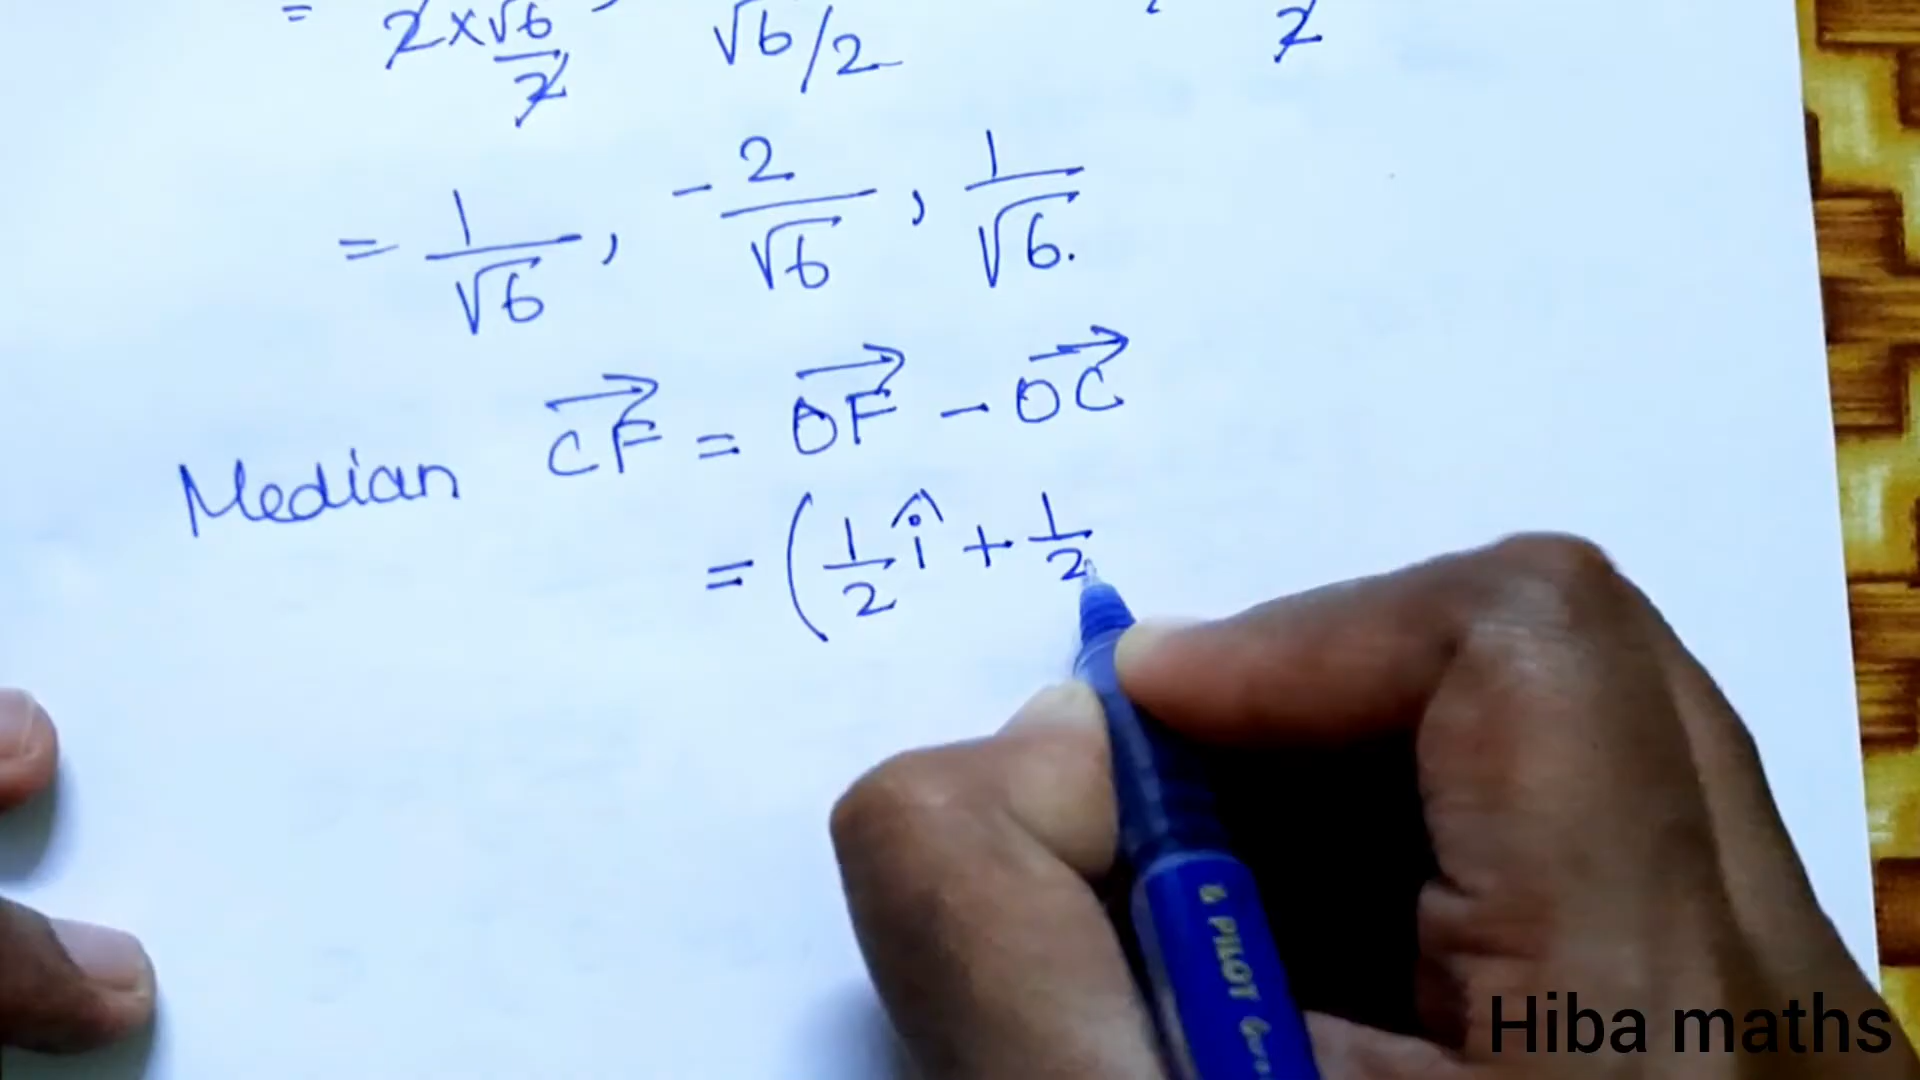 = 2×√6/2 , √6/2 , 2
= 1/√6 , -2/√6 , 1/√6.
Median CF = OF - OC
= (1/2 î + 1/2
PILOT
Hiba maths